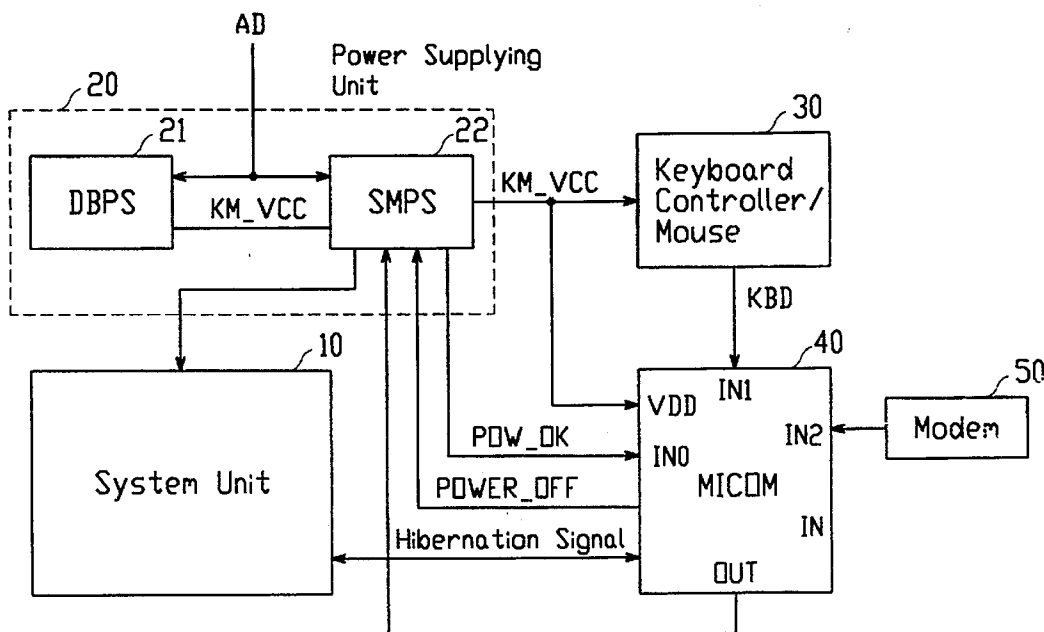 AD
Power Supplying
Unit
20
21
22
30
DBPS
KM_VCC
SMPS
KM_VCC
Keyboard
Controller/
Mouse
KBD
10
40
50
System Unit
VDD
IN1
IN2
Modem
POW_OK
IN0
MICOM
POWER_OFF
IN
Hibernation Signal
OUT